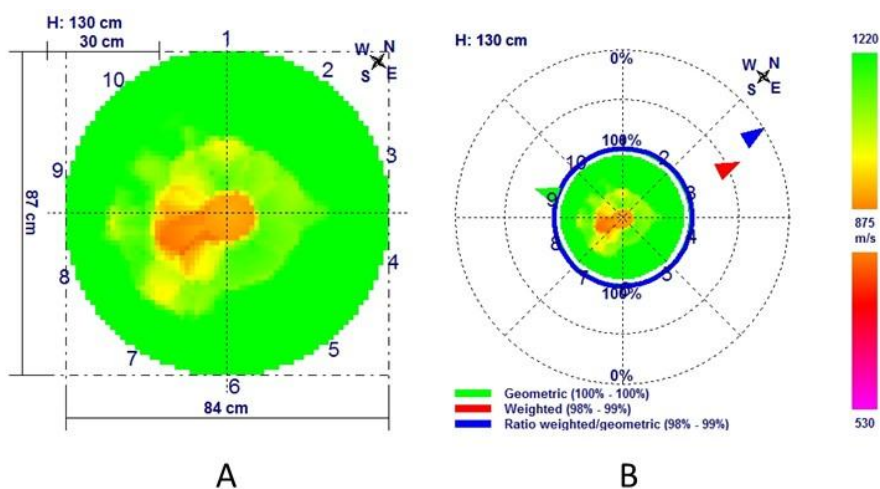 H: 130 cm
30 cm
W N
S E
1
2
3
4
5
6
7
8
9
10
87 cm
84 cm
A
H: 130 cm
0%
W N
S E
100%
2
3
4
5
7
8
9
10
100%
0%
Geometric (100% - 100%)
Weighted (98% - 99%)
Ratio weighted/geometric (98% - 99%)
B
1220
875
m/s
530